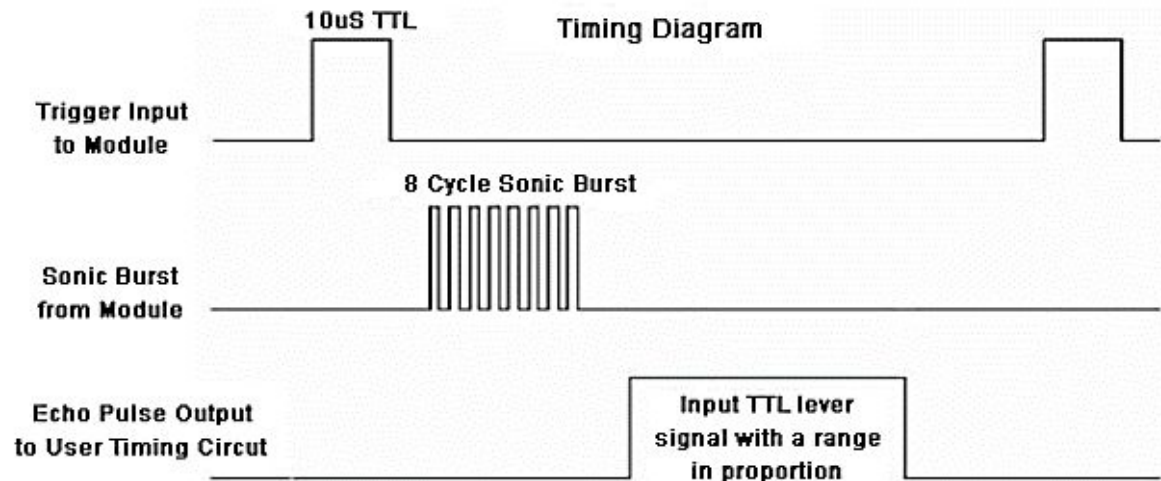 10uS TTL
Timing Diagram
Trigger Input
to Module
8 Cycle Sonic Burst
Sonic Burst
from Module
Echo Pulse Output
to User Timing Circut
Input TTL lever
signal with a range
in proportion